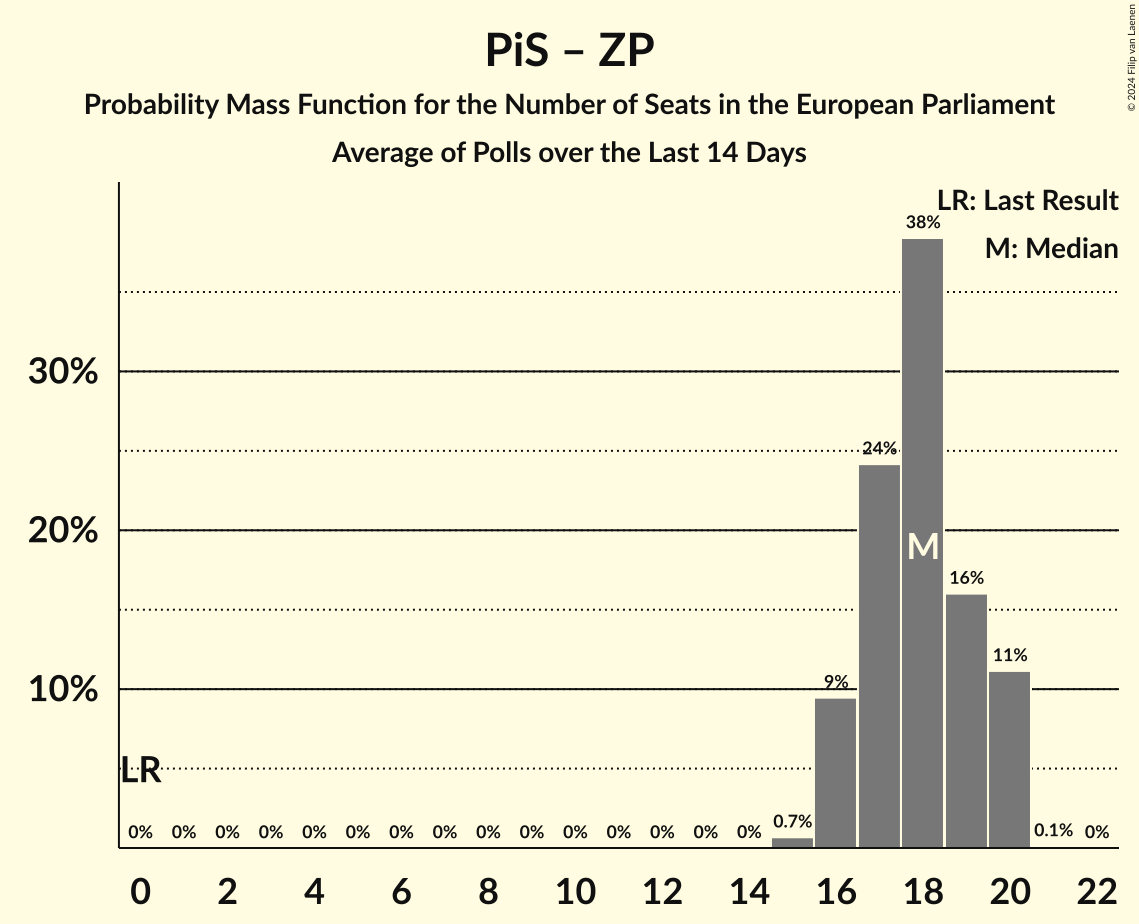 PiS – ZP
Probability Mass Function for the Number of Seats in the European Parliament
Average of Polls over the Last 14 Days
© 2024 Filip van Laenen
LR: Last Result
M: Median
38%
30%
24%
20%
M
16%
11%
10%
9%
LR
0% 0% 0% 0% 0% 0% 0% 0% 0% 0% 0% 0% 0% 0% 0% 0.7% 0.1% 0%
0 2 4 6 8 10 12 14 16 18 20 22